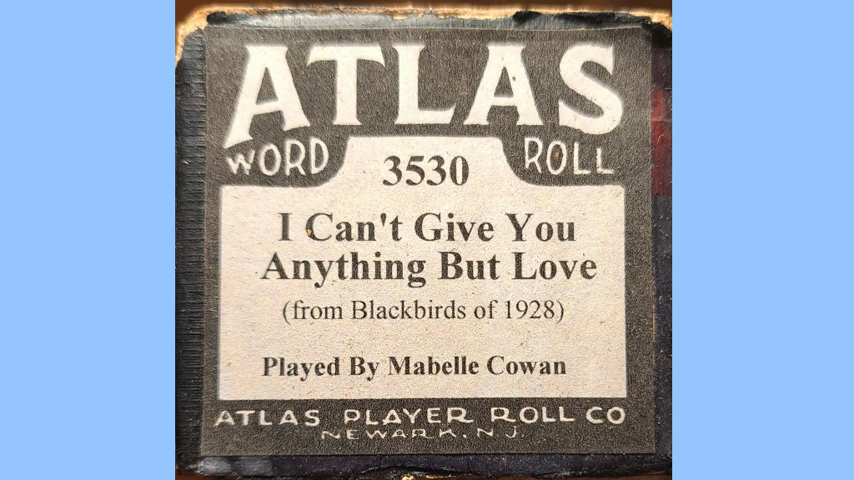 ATLAS
WORD ROLL
3530
I Can't Give You
Anything But Love
(from Blackbirds of 1928)
Played By Mabelle Cowan
ATLAS PLAYER ROLL CO
NEWARK, N.J.